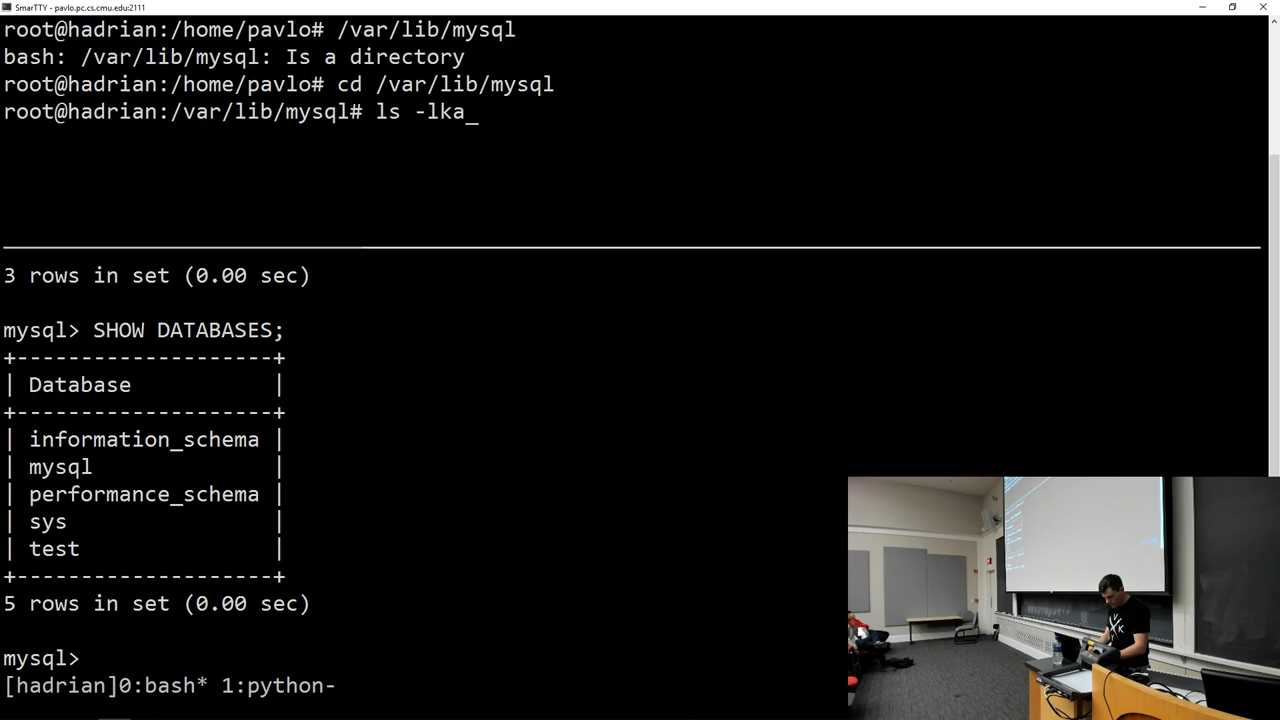 SmarTTY - pavlo.pc.cs.cmu.edu:2111
root@hadrian:/home/pavlo# /var/lib/mysql
bash: /var/lib/mysql: Is a directory
root@hadrian:/home/pavlo# cd /var/lib/mysql
root@hadrian:/var/lib/mysql# ls -lka_
3 rows in set (0.00 sec)
mysql> SHOW DATABASES;
+--------------------+
| Database           |
+--------------------+
| information_schema |
| mysql              |
| performance_schema |
| sys                |
| test               |
+--------------------+
5 rows in set (0.00 sec)
mysql>
[hadrian]0:bash* 1:python-